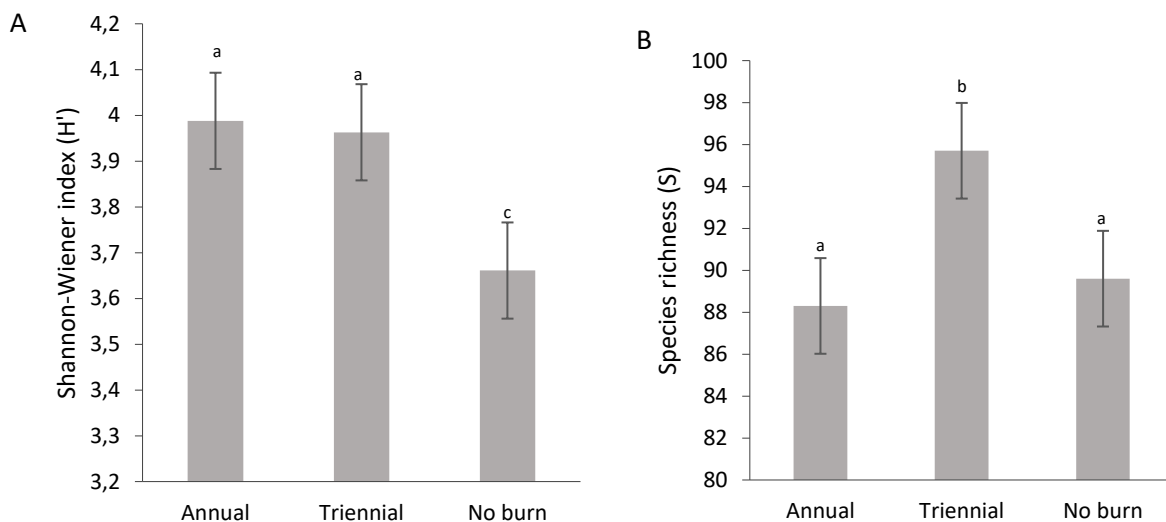 A
Shannon-Wiener index (H')
4,2
4,1
4
3,9
3,8
3,7
3,6
3,5
3,4
3,3
3,2
a
a
c
Annual
Triennial
No burn
B
Species richness (S)
100
98
96
94
92
90
88
86
84
82
80
a
b
a
Annual
Triennial
No burn